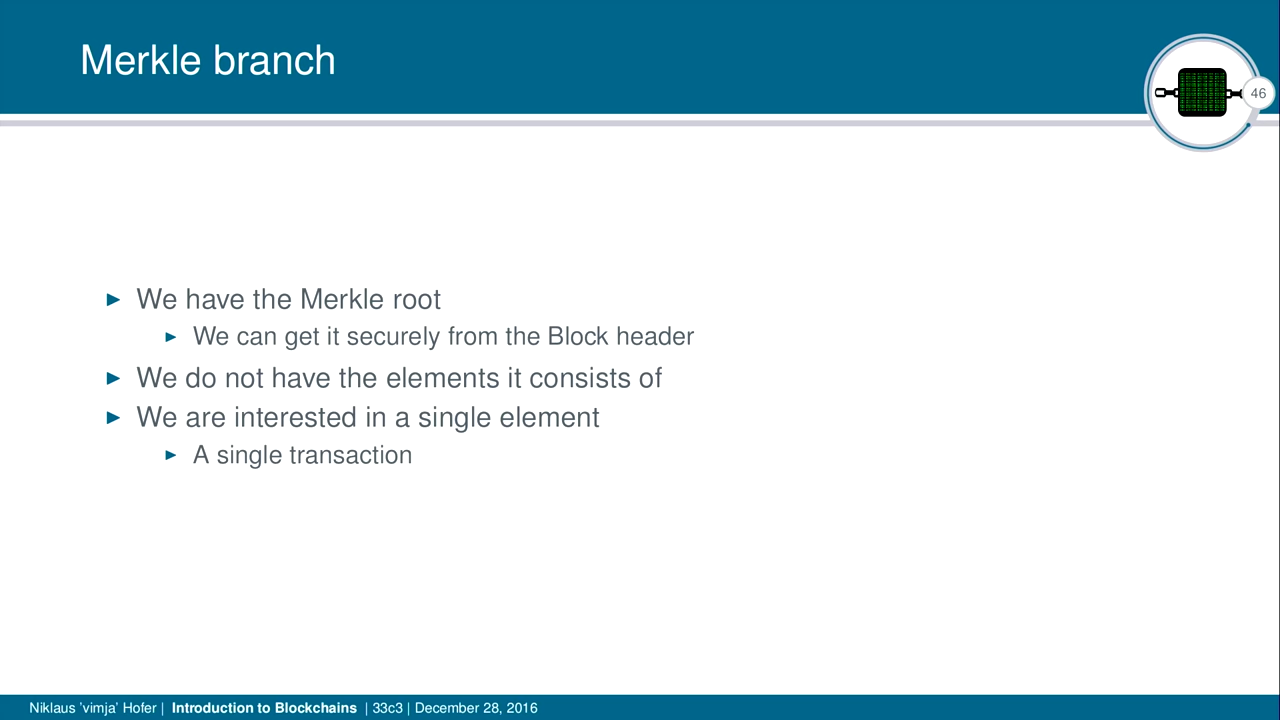 Merkle branch
46
► We have the Merkle root
► We can get it securely from the Block header
► We do not have the elements it consists of
► We are interested in a single element
► A single transaction
Niklaus 'vimja' Hofer | Introduction to Blockchains | 33c3 | December 28, 2016